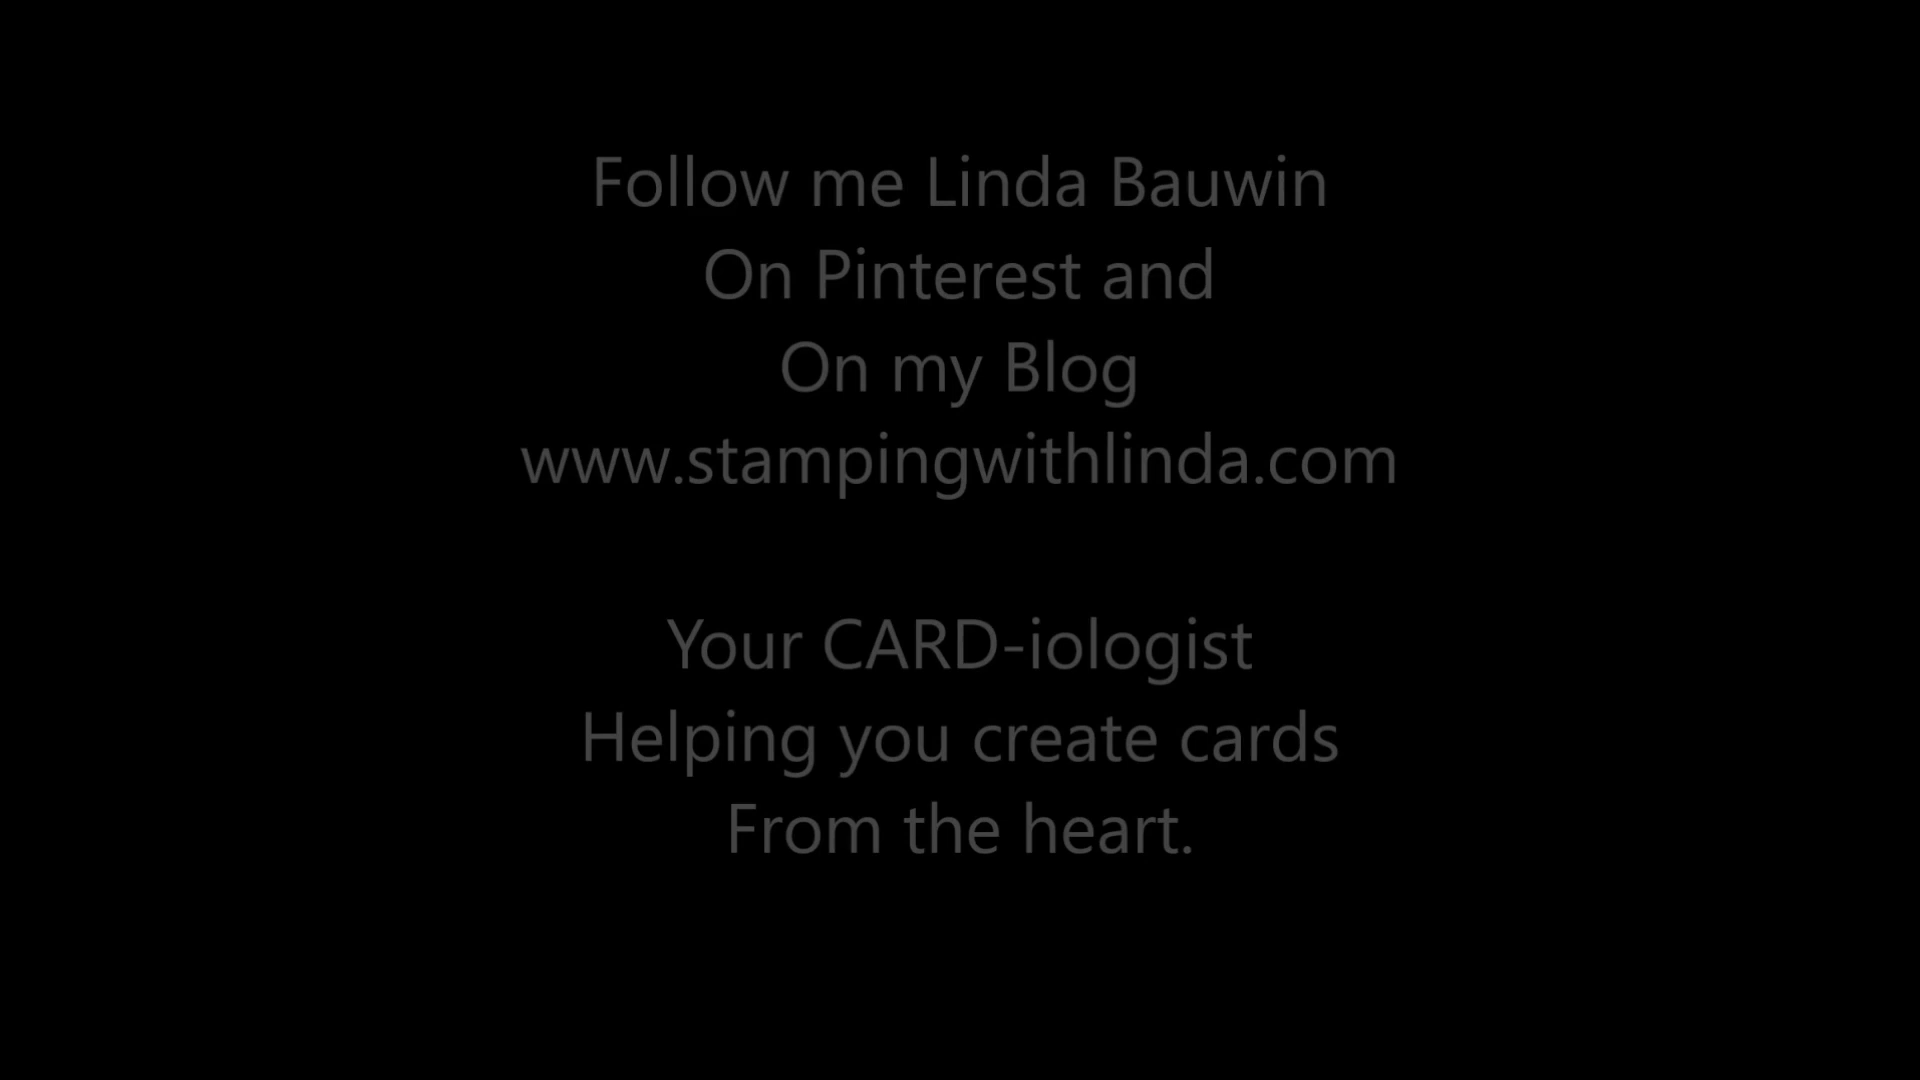 Follow me Linda Bauwin
On Pinterest and
On my Blog
www.stampingwithlinda.com
Your CARD-iologist
Helping you create cards
From the heart.